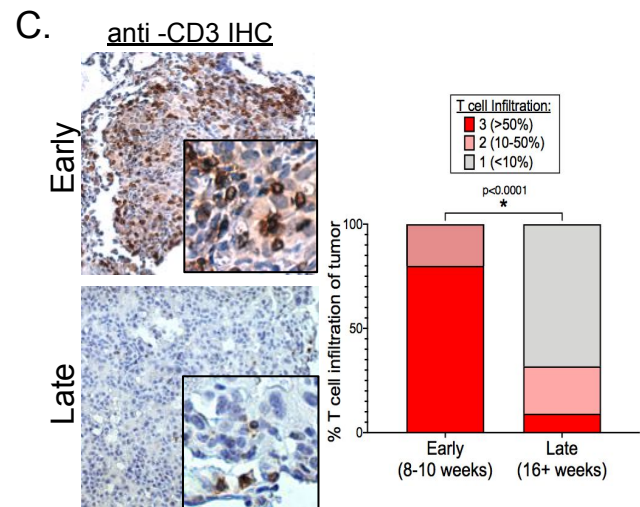 C.
anti -CD3 IHC
Early
Late
T cell Infiltration:
3 (>50%)
2 (10-50%)
1 (<10%)
p<0.0001
*
% T cell infiltration of tumor
100
50
0
Early
(8-10 weeks)
Late
(16+ weeks)